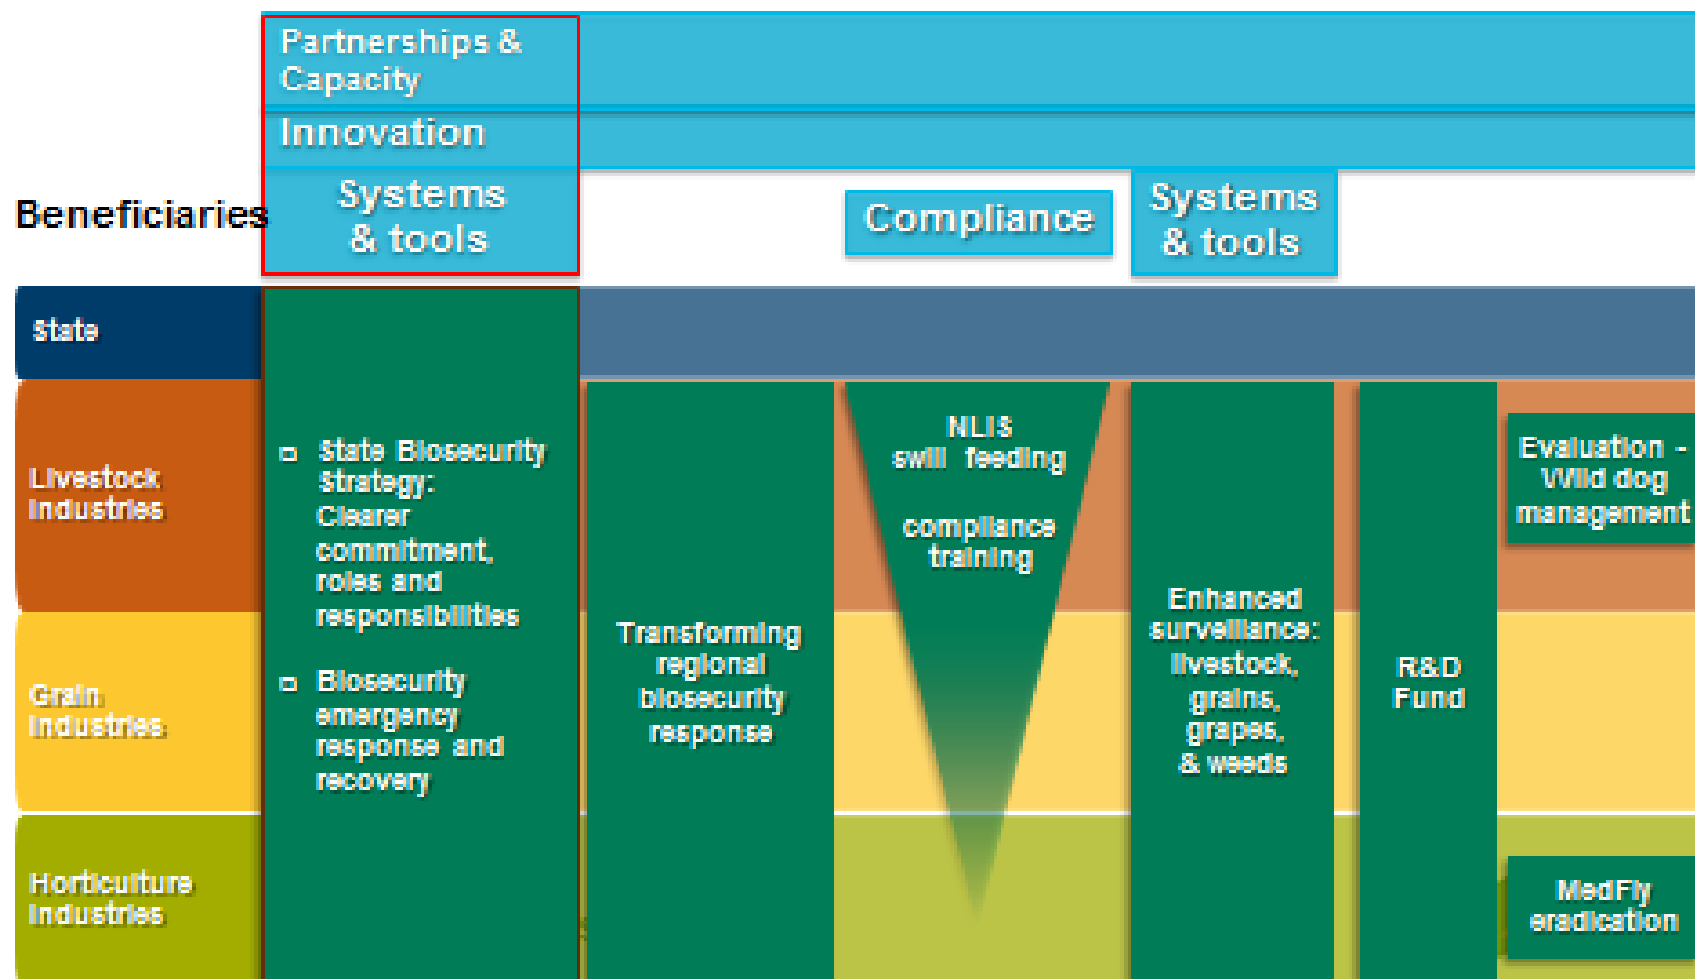 Partnerships &
Capacity
Innovation
Beneficiaries
Systems
& tools
Compliance
Systems
& tools
State
Livestock
Industries
Grain
Industries
Horticulture
Industries
State Biosecurity
Strategy:
Clearer
commitment,
roles and
responsibilities
Biosecurity
emergency
response and
recovery
Transforming
regional
biosecurity
response
NLIS
swill feeding
compliance
training
Enhanced
surveillance:
livestock,
grains,
grapes,
& weeds
R&D
Fund
Evaluation -
Wild dog
management
MedFly
eradication